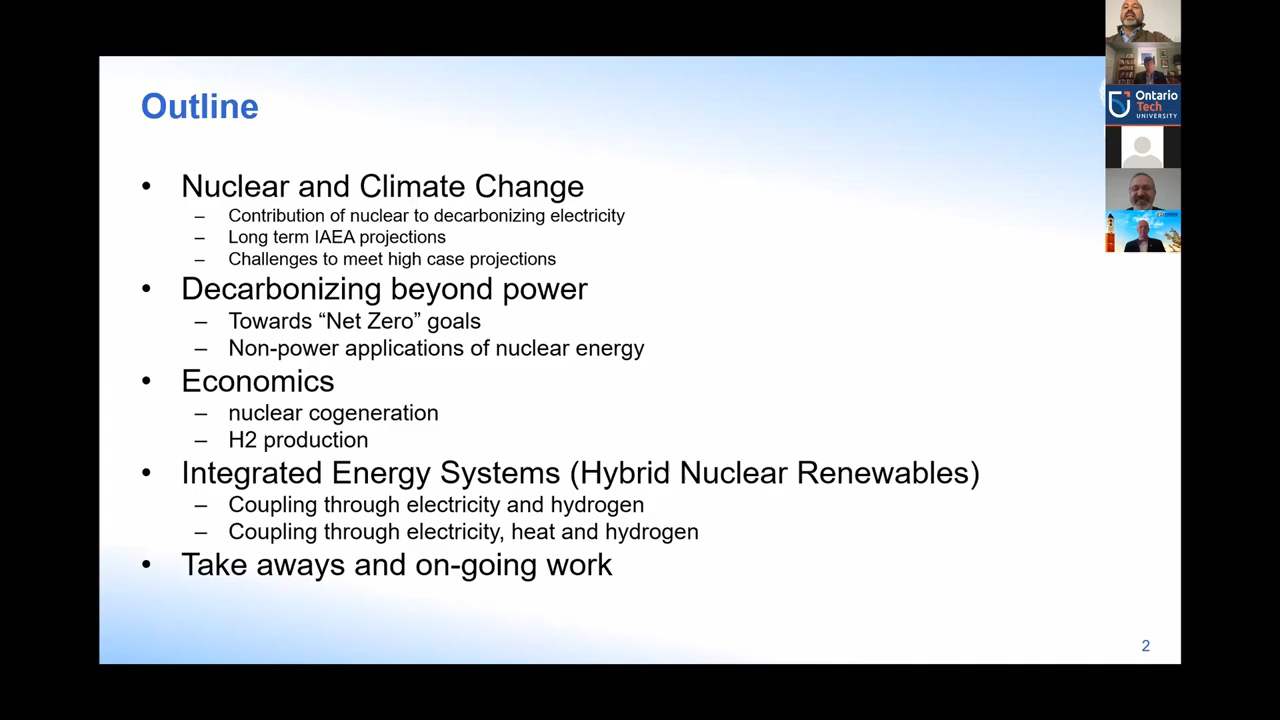 Outline
• Nuclear and Climate Change
– Contribution of nuclear to decarbonizing electricity
– Long term IAEA projections
– Challenges to meet high case projections
• Decarbonizing beyond power
– Towards “Net Zero” goals
– Non-power applications of nuclear energy
• Economics
– nuclear cogeneration
– H2 production
• Integrated Energy Systems (Hybrid Nuclear Renewables)
– Coupling through electricity and hydrogen
– Coupling through electricity, heat and hydrogen
• Take aways and on-going work
2
Ontario
Tech
UNIVERSITY